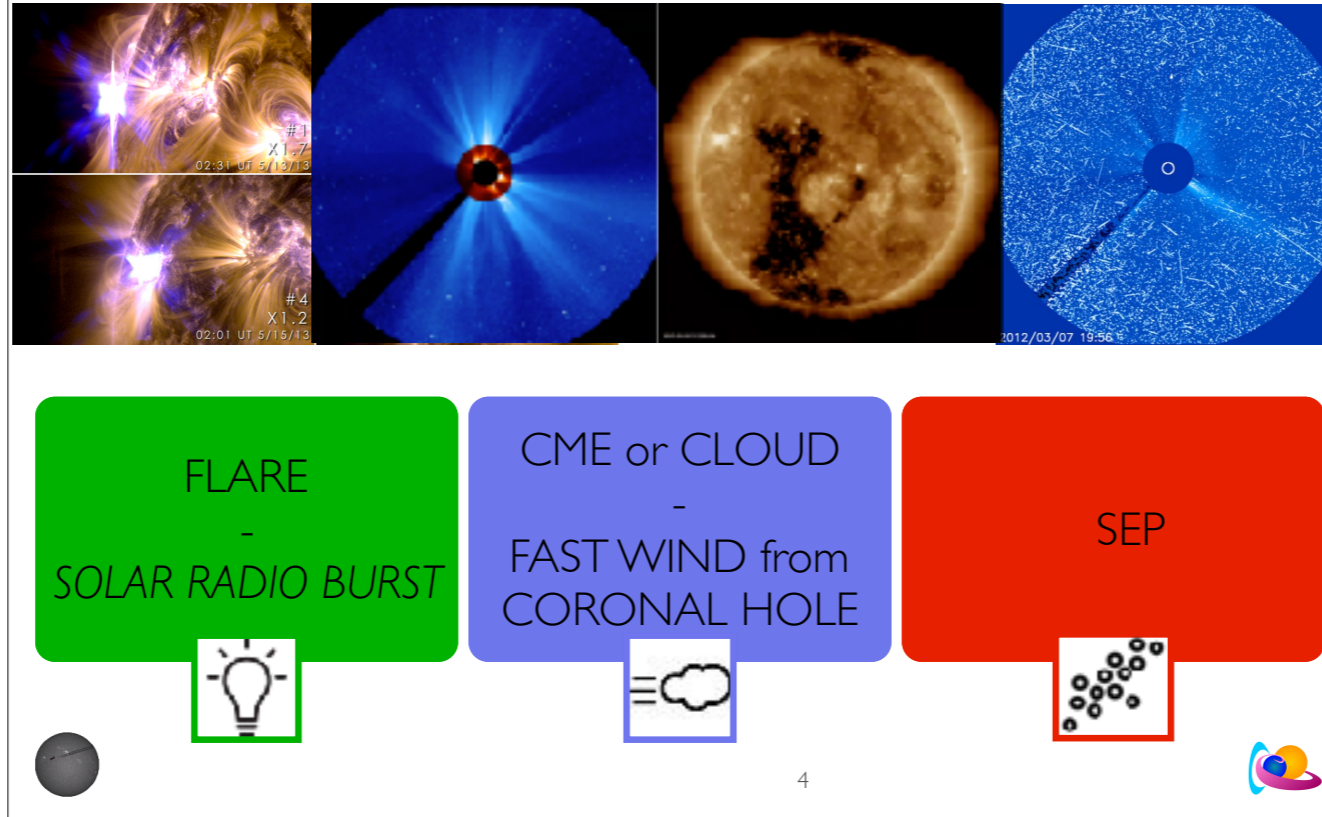 #1
X1.7
02:31 UT 5/13/13
#4
X1.2
02:01 UT 5/15/13
2012/03/07 19:56
FLARE
-
SOLAR RADIO BURST
CME or CLOUD
-
FAST WIND from
CORONAL HOLE
SEP
4